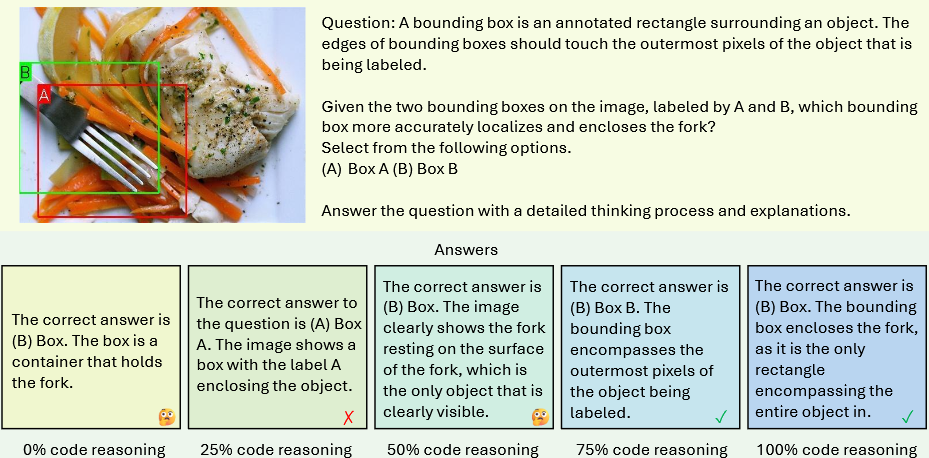 B
A
Question: A bounding box is an annotated rectangle surrounding an object. The
edges of bounding boxes should touch the outermost pixels of the object that is
being labeled.
Given the two bounding boxes on the image, labeled by A and B, which bounding
box more accurately localizes and encloses the fork?
Select from the following options.
(A) Box A (B) Box B
Answer the question with a detailed thinking process and explanations.
Answers
The correct answer is
(B) Box. The box is a
container that holds
the fork.
The correct answer to
the question is (A) Box
A. The image shows a
box with the label A
enclosing the object.
The correct answer is
(B) Box. The image
clearly shows the fork
resting on the surface
of the fork, which is
the only object that is
clearly visible.
The correct answer is
(B) Box B. The
bounding box
encompasses the
outermost pixels of
the object being
labeled.
The correct answer is
(B) Box. The bounding
box encloses the fork,
as it is the only
rectangle
encompassing the
entire object in.
0% code reasoning
25% code reasoning
50% code reasoning
75% code reasoning
100% code reasoning